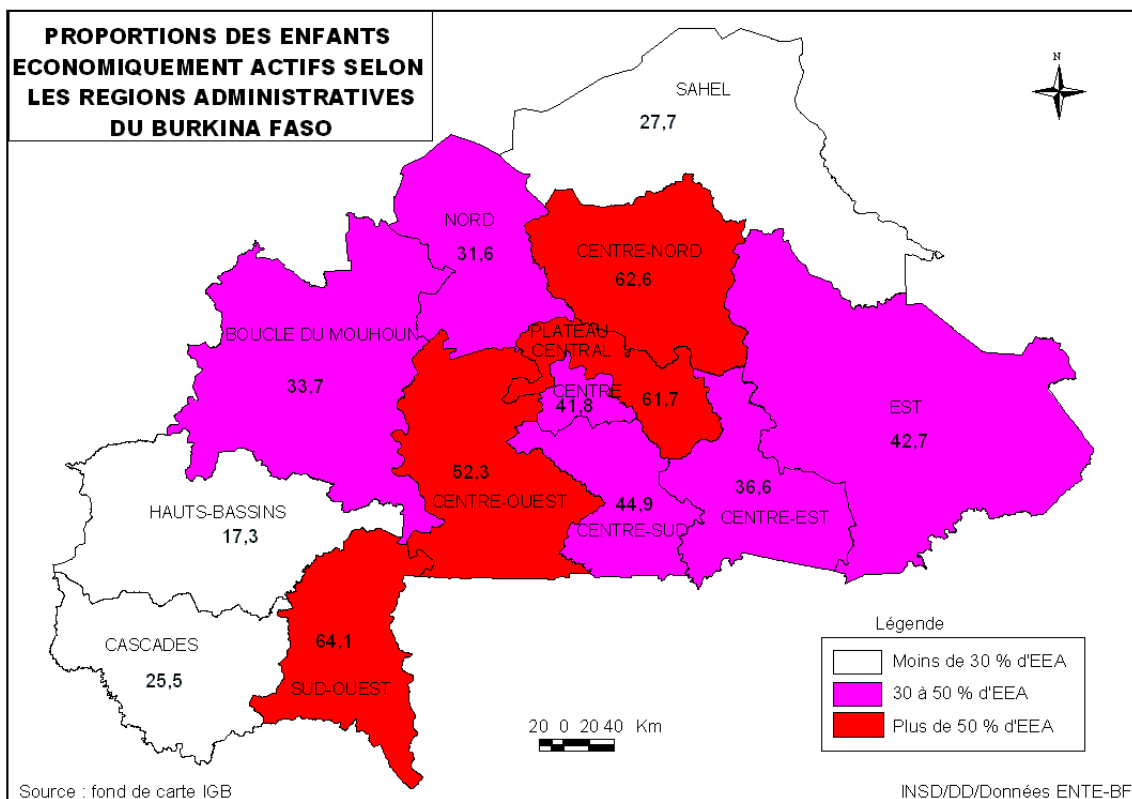 PROPORTIONS DES ENFANTS
ECONOMIQUEMENT ACTIFS SELON
LES REGIONS ADMINISTRATIVES
DU BURKINA FASO
N
SAHEL
27,7
NORD
31,6
CENTRE-NORD
62,6
BOUCLE DU MOUHOUN
33,7
PLATEAU
CENTRAL
61,7
CENTRE
41,8
EST
42,7
52,3
CENTRE-OUEST
44,9
CENTRE-SUD
36,6
CENTRE-EST
HAUTS-BASSINS
17,3
CASCADES
25,5
64,1
SUD-OUEST
Légende
Moins de 30 % d'EEA
30 à 50 % d'EEA
Plus de 50 % d'EEA
20 0 20 40 Km
Source : fond de carte IGB
INSD/DD/Données ENTE-BF